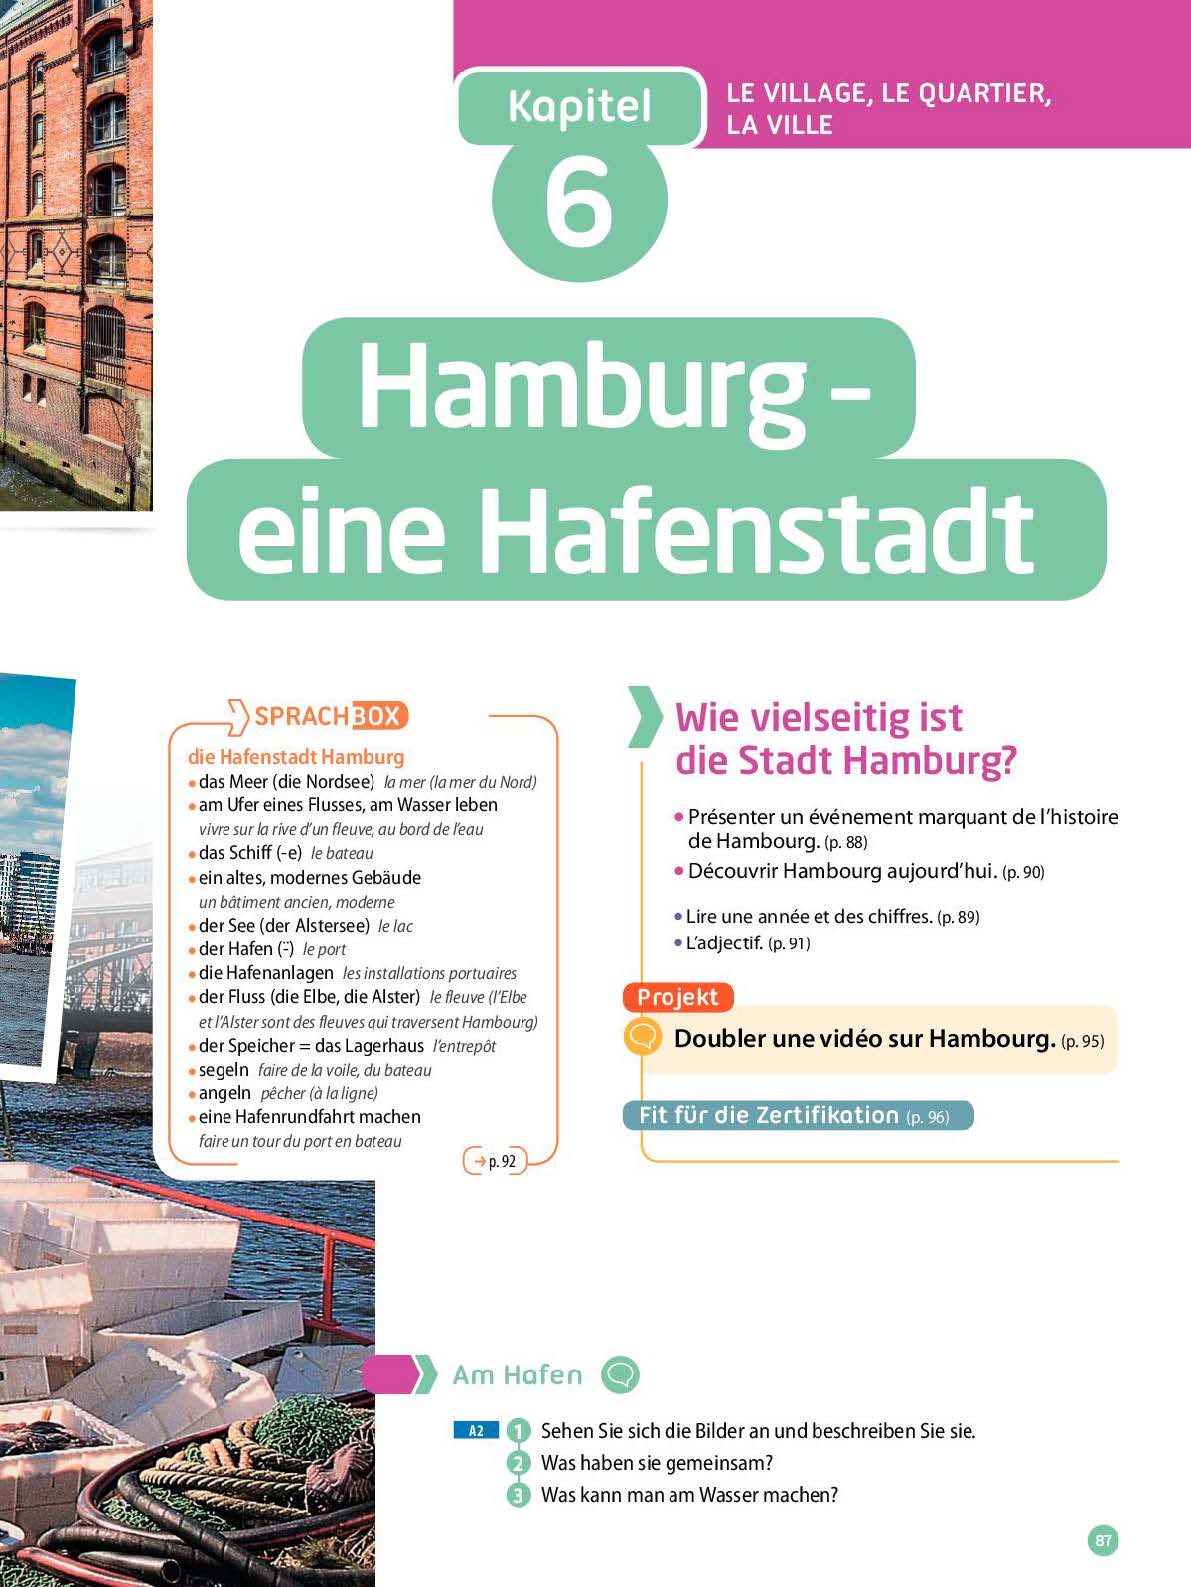 LE VILLAGE, LE QUARTIER,
LA VILLE
Kapitel
6
Hamburg –
eine Hafenstadt
SPRACHBOX
die Hafenstadt Hamburg
• das Meer (die Nordsee) la mer (la mer du Nord)
• am Ufer eines Flusses, am Wasser leben
vivre sur la rive d'un fleuve, au bord de l'eau
• das Schiff (-e) le bateau
• ein altes, modernes Gebäude
un bâtiment ancien, moderne
• der See (der Alstersee) le lac
• der Hafen (¨-) le port
• die Hafenanlagen les installations portuaires
• der Fluss (die Elbe, die Alster) le fleuve (l'Elbe
et l'Alster sont des fleuves qui traversent Hambourg)
• der Speicher = das Lagerhaus l'entrepôt
• segeln faire de la voile, du bateau
• angeln pêcher (à la ligne)
• eine Hafenrundfahrt machen
faire un tour du port en bateau
→ p. 92
Wie vielseitig ist
die Stadt Hamburg?
• Présenter un événement marquant de l'histoire
de Hambourg. (p. 88)
• Découvrir Hambourg aujourd'hui. (p. 90)
• Lire une année et des chiffres. (p. 89)
• L'adjectif. (p. 91)
Projekt
Doubler une vidéo sur Hambourg. (p. 95)
Fit für die Zertifikation (p. 96)
Am Hafen
A2 1 Sehen Sie sich die Bilder an und beschreiben Sie sie.
2 Was haben sie gemeinsam?
3 Was kann man am Wasser machen?
87